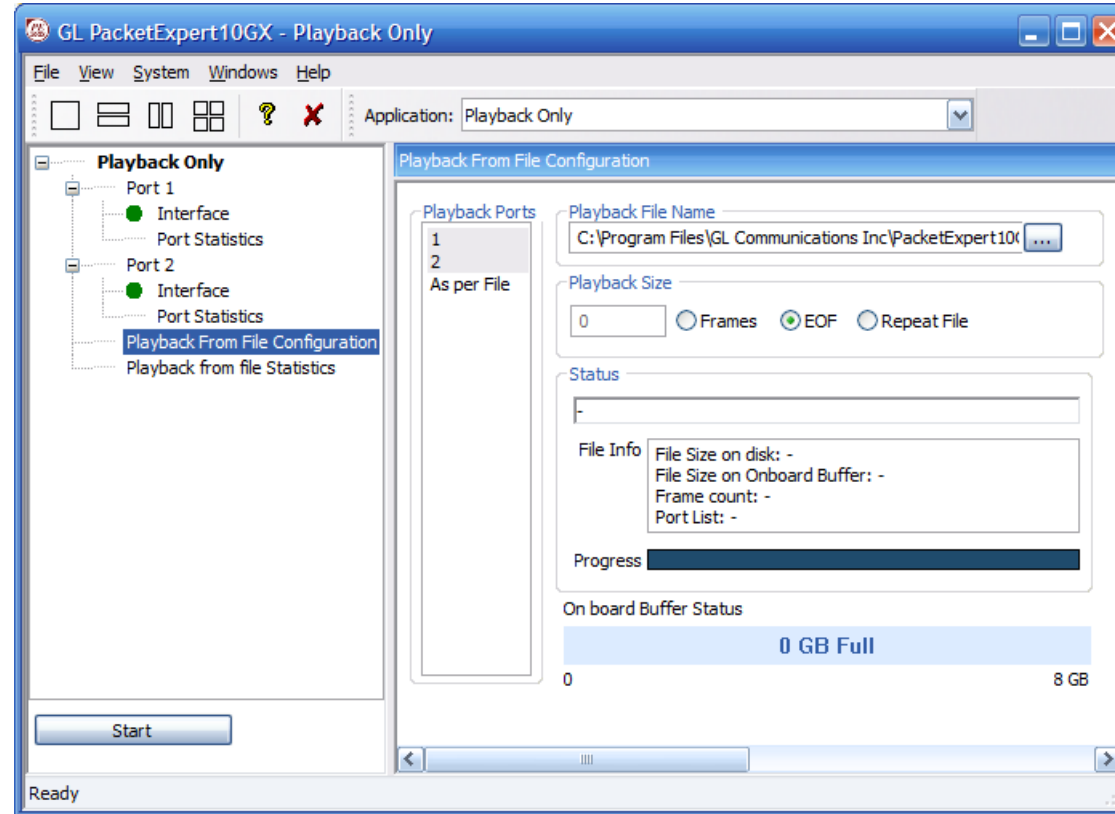 GL PacketExpert10GX - Playback Only
File View System Windows Help
Application: Playback Only
Playback Only
Port 1
Interface
Port Statistics
Port 2
Interface
Port Statistics
Playback From File Configuration
Playback from file Statistics
Start
Playback From File Configuration
Playback Ports
1
2
As per File
Playback File Name
C:\Program Files\GL Communications Inc\PacketExpert10 ...
Playback Size
0 Frames EOF Repeat File
Status
-
File Info
File Size on disk: -
File Size on Onboard Buffer: -
Frame count: -
Port List: -
Progress
On board Buffer Status
0 GB Full
0 8 GB
Ready